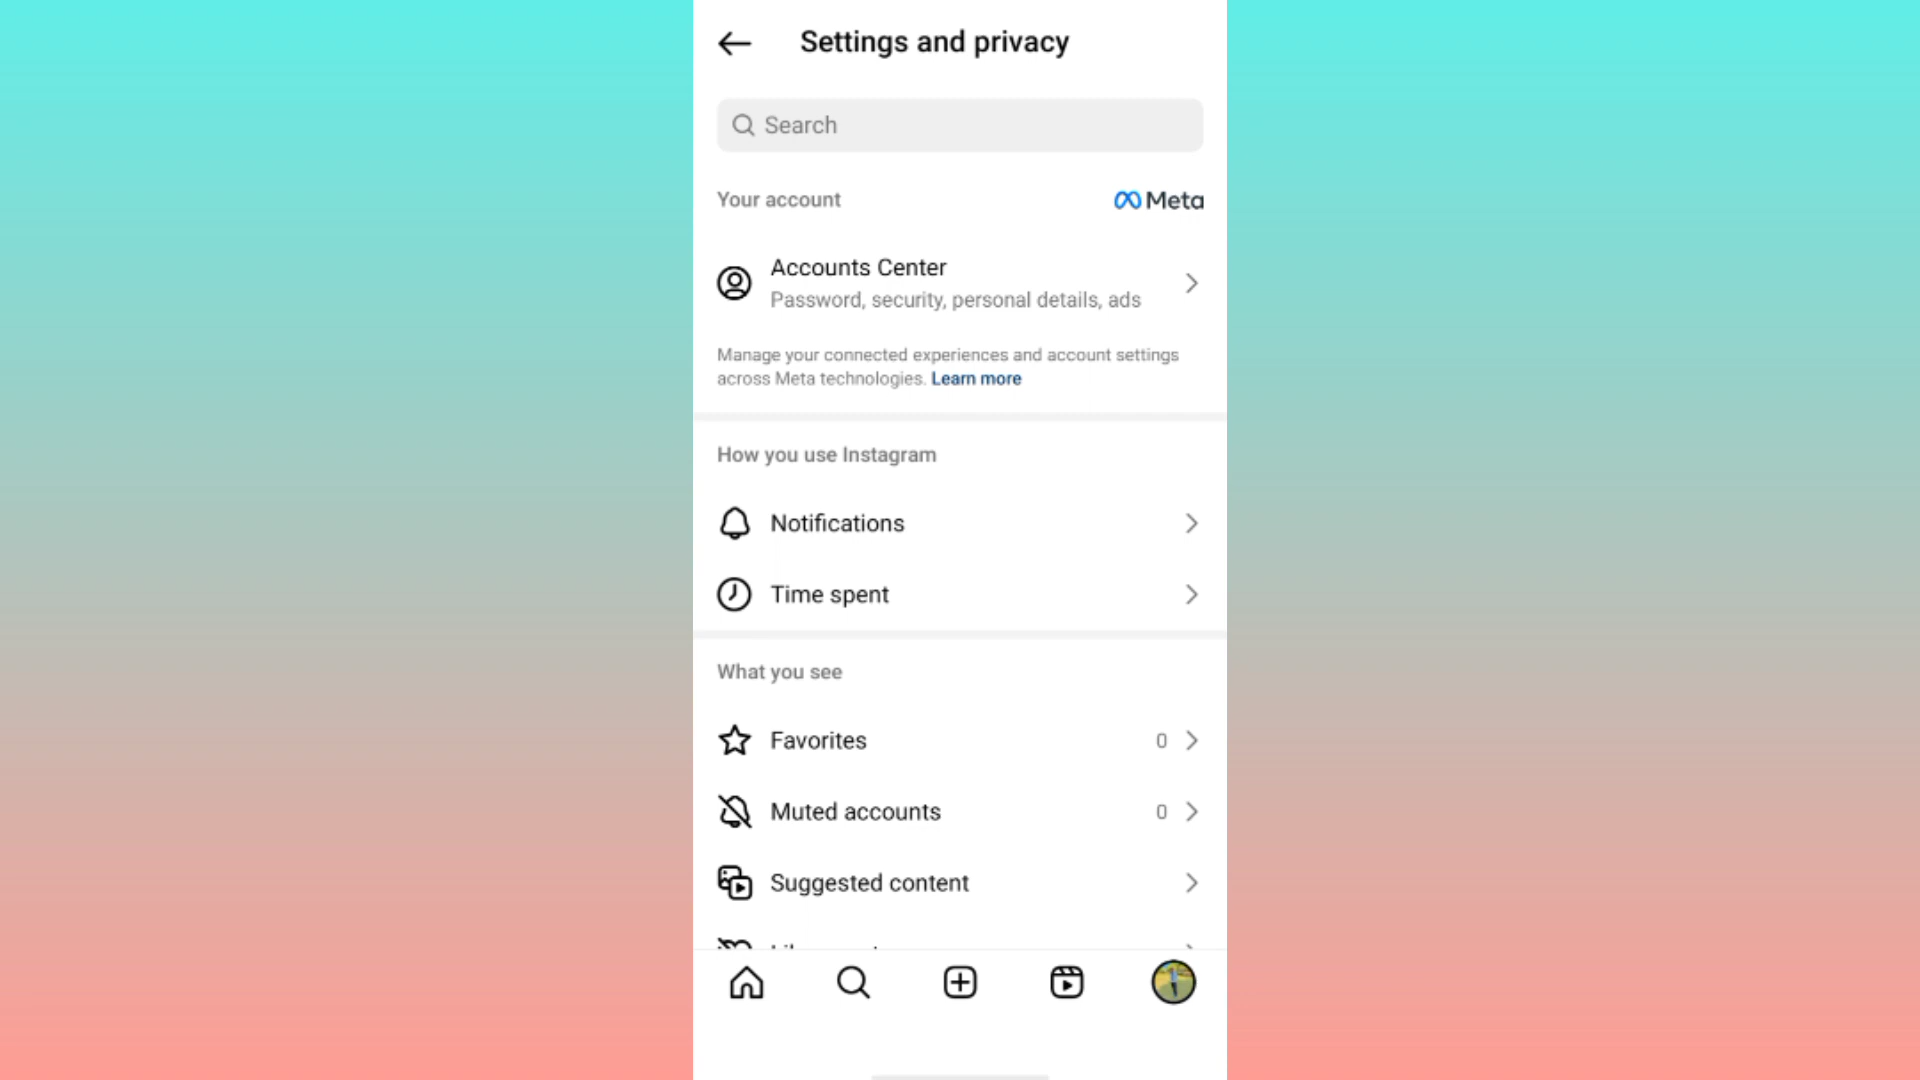 Settings and privacy
Search
Your account
Meta
Accounts Center
Password, security, personal details, ads
Manage your connected experiences and account settings
across Meta technologies. Learn more
How you use Instagram
Notifications
Time spent
What you see
Favorites 0
Muted accounts 0
Suggested content